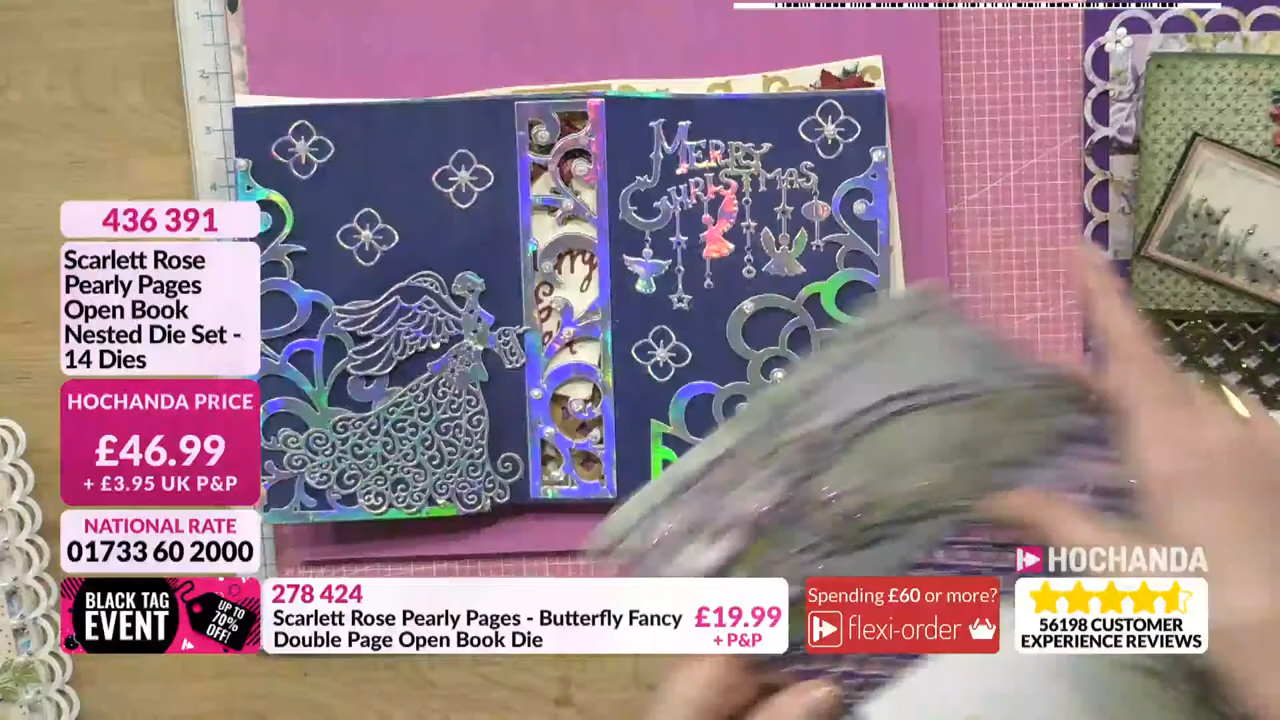 436 391
Scarlett Rose
Pearly Pages
Open Book
Nested Die Set -
14 Dies
HOCHANDA PRICE
£46.99
+ £3.95 UK P&P
NATIONAL RATE
01733 60 2000
BLACK TAG
EVENT
UP TO
70%
OFF!
278 424
Scarlett Rose Pearly Pages - Butterfly Fancy
Double Page Open Book Die
£19.99
+ P&P
Spending £60 or more?
flexi-order
HOCHANDA
56198 CUSTOMER
EXPERIENCE REVIEWS
MERRY
CHRISTMAS